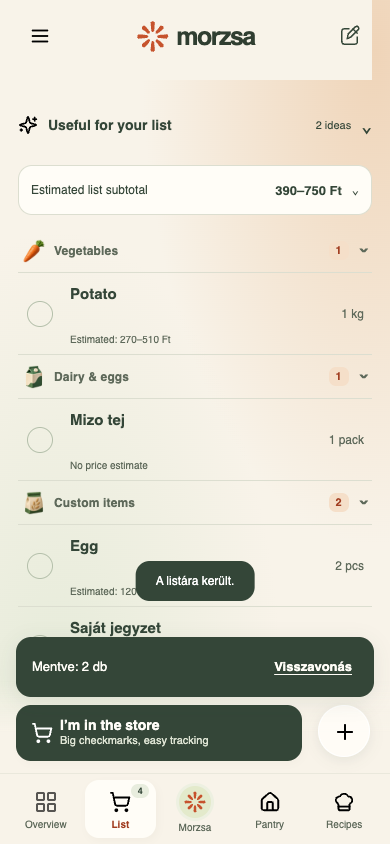 morzsa
Useful for your list
2 ideas
Estimated list subtotal
390–750 Ft
Vegetables
1
Potato
1 kg
Estimated: 270–510 Ft
Dairy & eggs
1
Mizo tej
1 pack
No price estimate
Custom items
2
Egg
2 pcs
Estimated: 120
A listára került.
Saját jegyzet
Mentve: 2 db
Visszavonás
I'm in the store
Big checkmarks, easy tracking
4
Overview
List
Morzsa
Pantry
Recipes